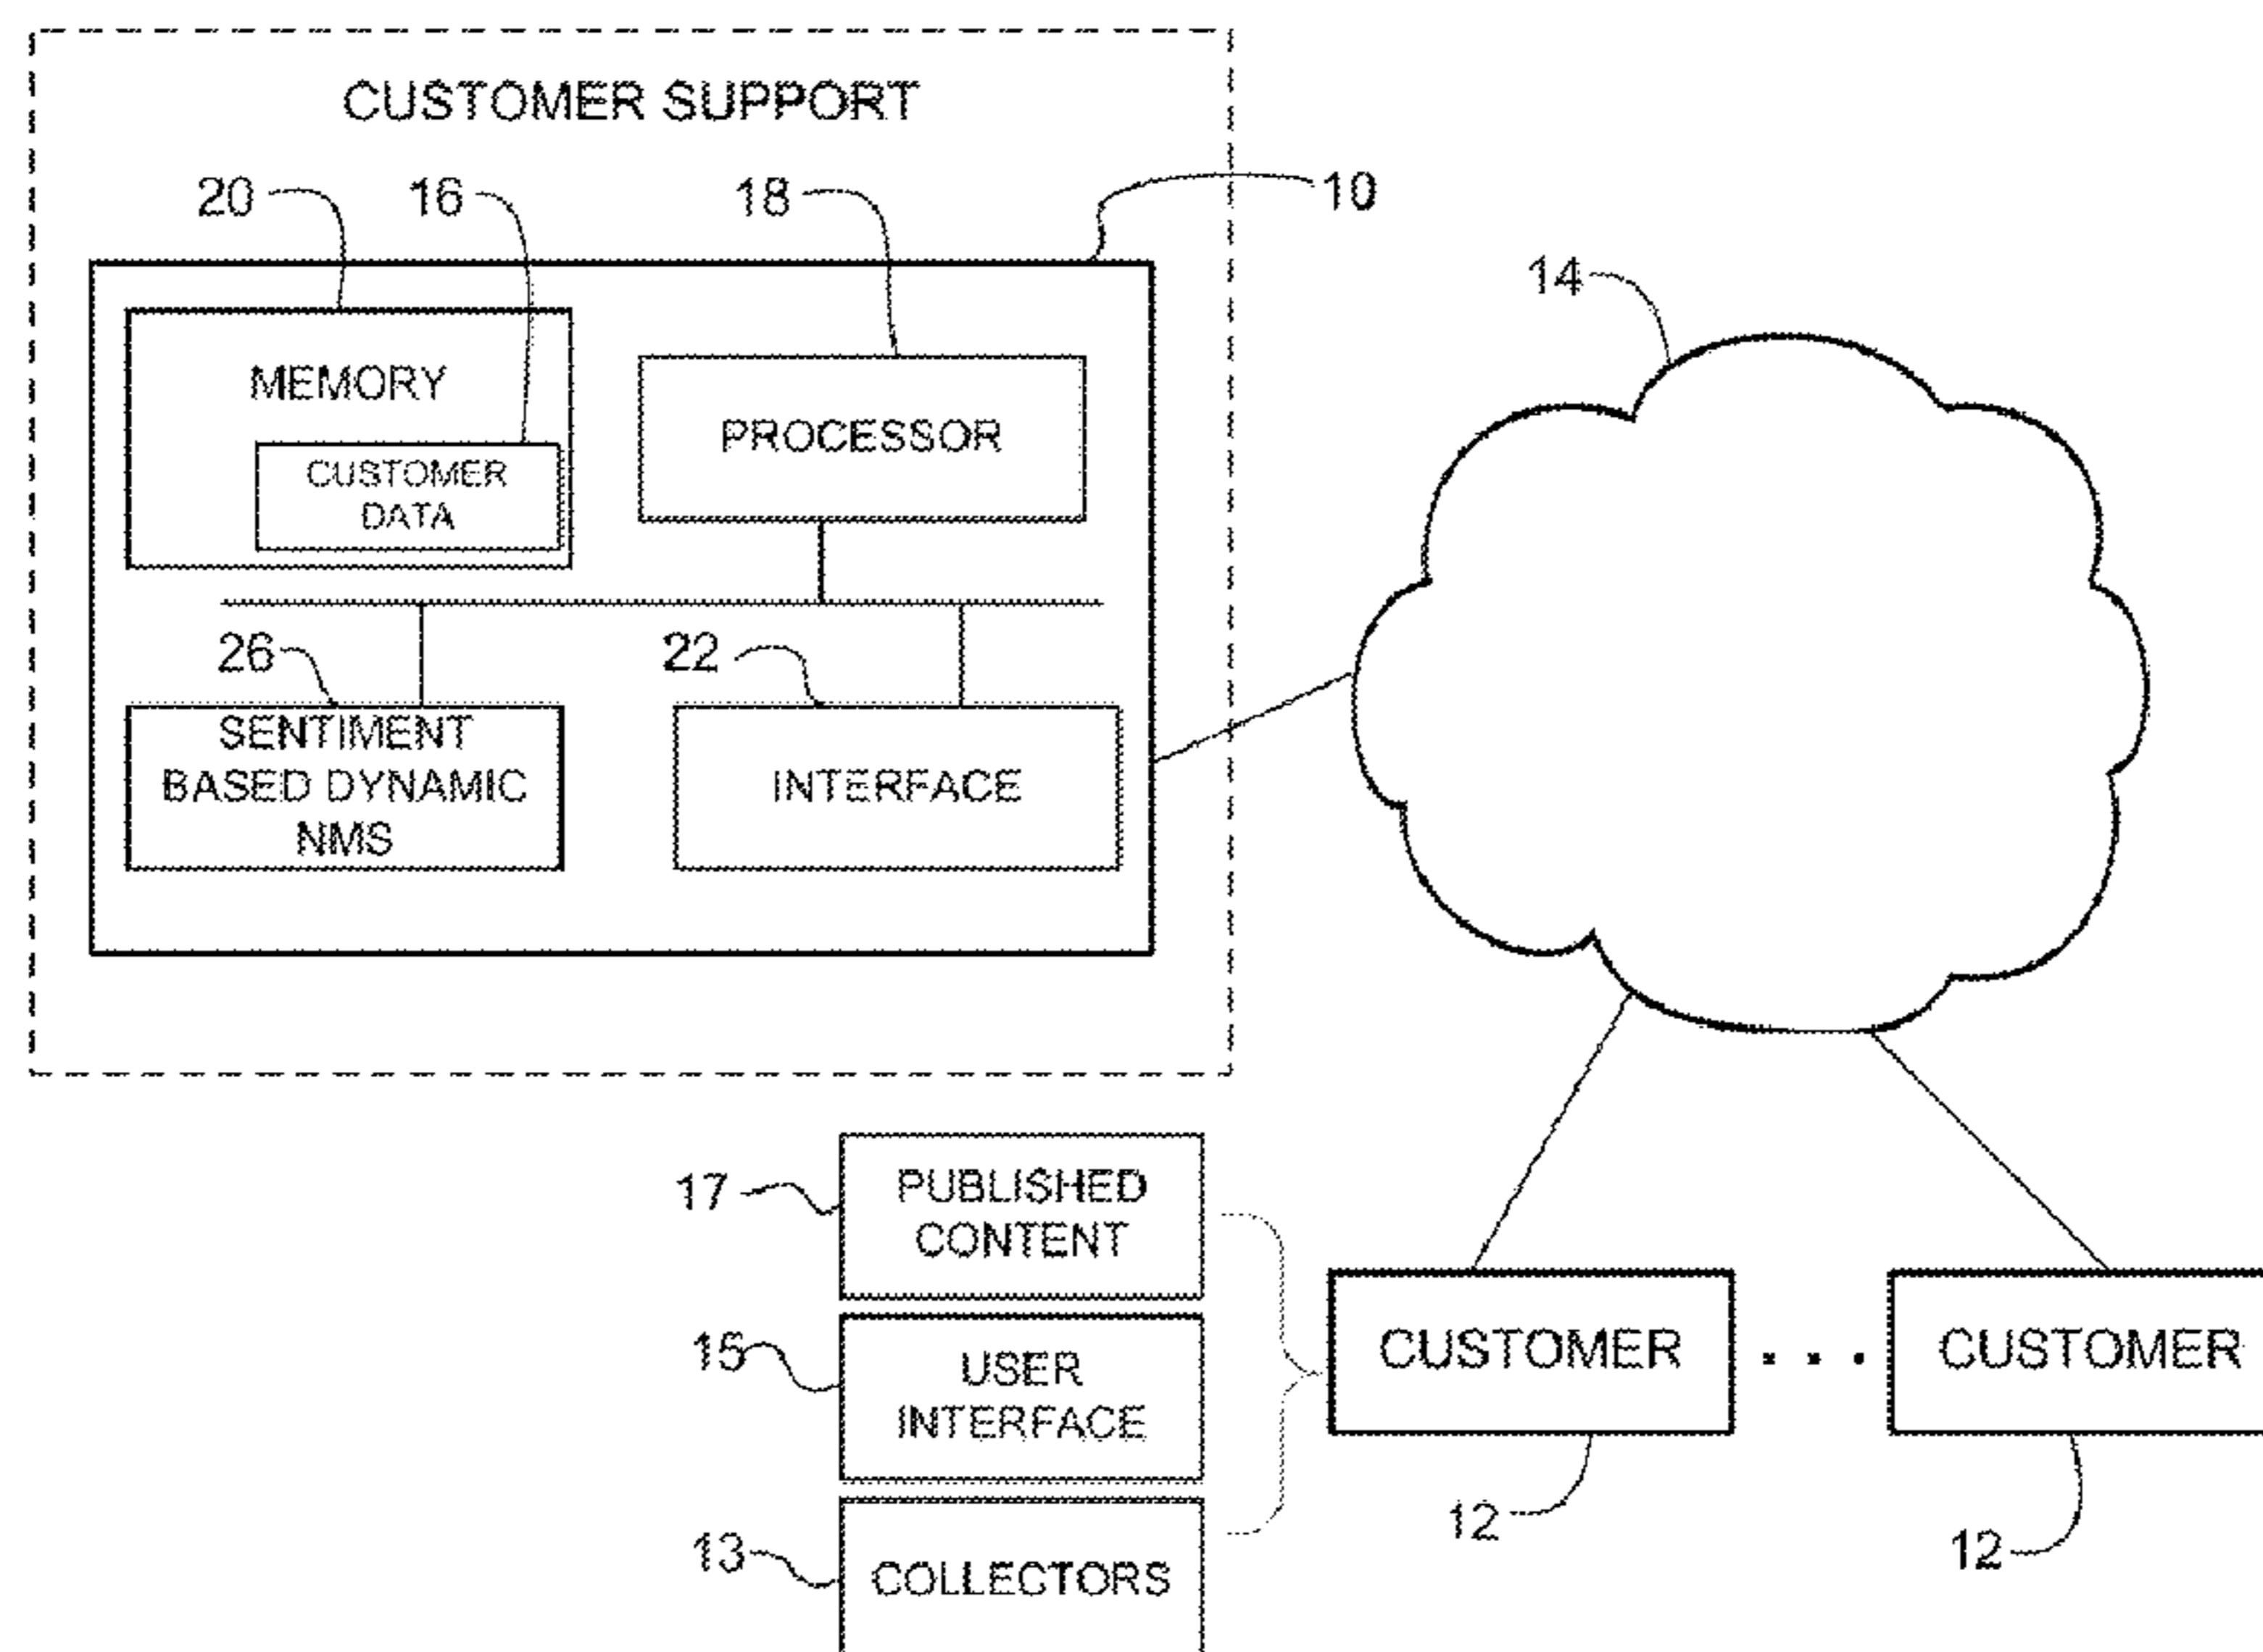 CUSTOMER SUPPORT
20
16
18
10
14
MEMORY
PROCESSOR
CUSTOMER
DATA
26
22
SENTIMENT
BASED DYNAMIC
NMS
INTERFACE
17
PUBLISHED
CONTENT
15
USER
INTERFACE
CUSTOMER
...
CUSTOMER
12
12
13
COLLECTORS